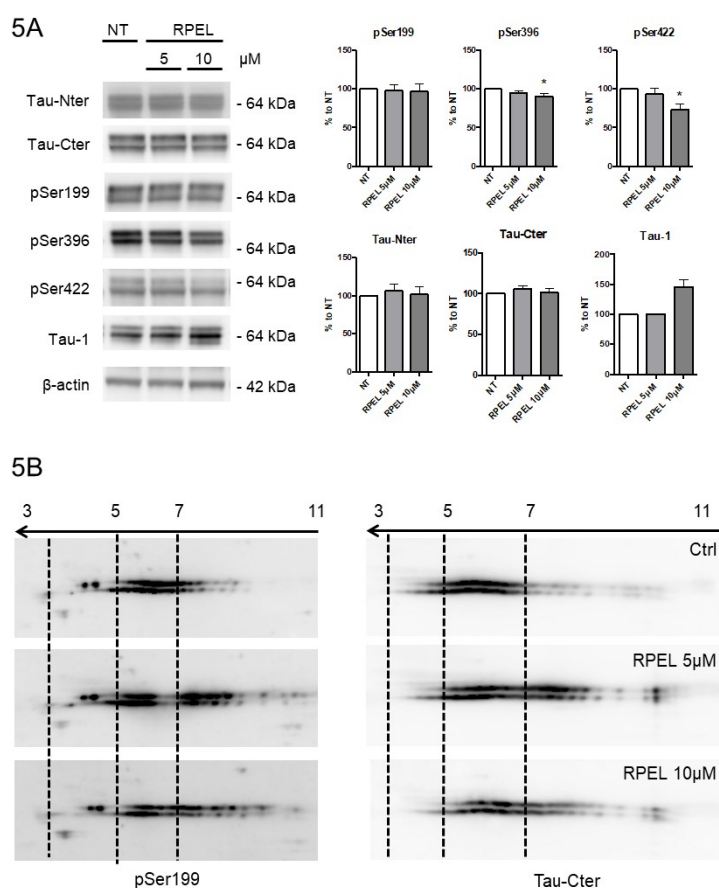 5A
NT RPEL
5 10 µM
Tau-Nter - 64 kDa
Tau-Cter - 64 kDa
pSer199 - 64 kDa
pSer396 - 64 kDa
pSer422 - 64 kDa
Tau-1 - 64 kDa
β-actin - 42 kDa
pSer199
% to NT
150
100
50
0
NT
RPEL 5µM
RPEL 10µM
pSer396
% to NT
150
100
50
0
*
NT
RPEL 5µM
RPEL 10µM
pSer422
% to NT
150
100
50
0
*
NT
RPEL 5µM
RPEL 10µM
Tau-Nter
% to NT
150
100
50
0
NT
RPEL 5µM
RPEL 10µM
Tau-Cter
% to NT
150
100
50
0
NT
RPEL 5µM
RPEL 10µM
Tau-1
% to NT
200
150
100
50
0
NT
RPEL 5µM
RPEL 10µM
5B
3 5 7 11
3 5 7 11
Ctrl
RPEL 5µM
RPEL 10µM
pSer199
Tau-Cter